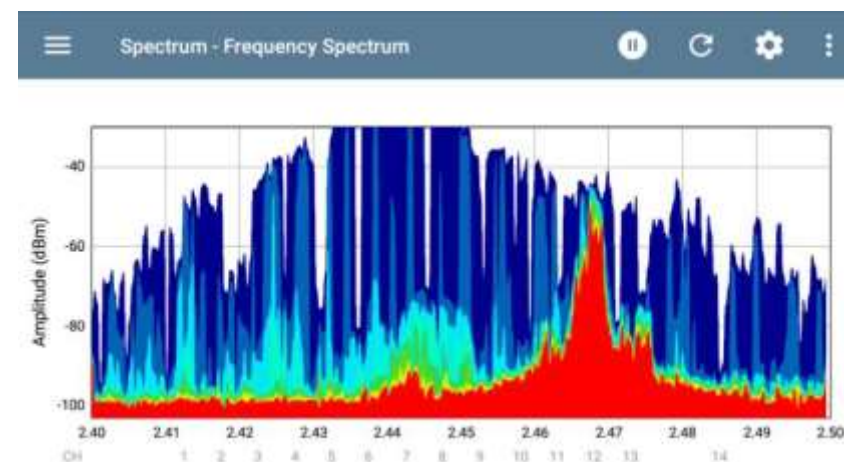 Spectrum - Frequency Spectrum
-40
-60
-80
-100
Amplitude (dBm)
2.40 2.41 2.42 2.43 2.44 2.45 2.46 2.47 2.48 2.49 2.50
CH 1 2 3 4 5 6 7 8 9 10 11 12 13 14